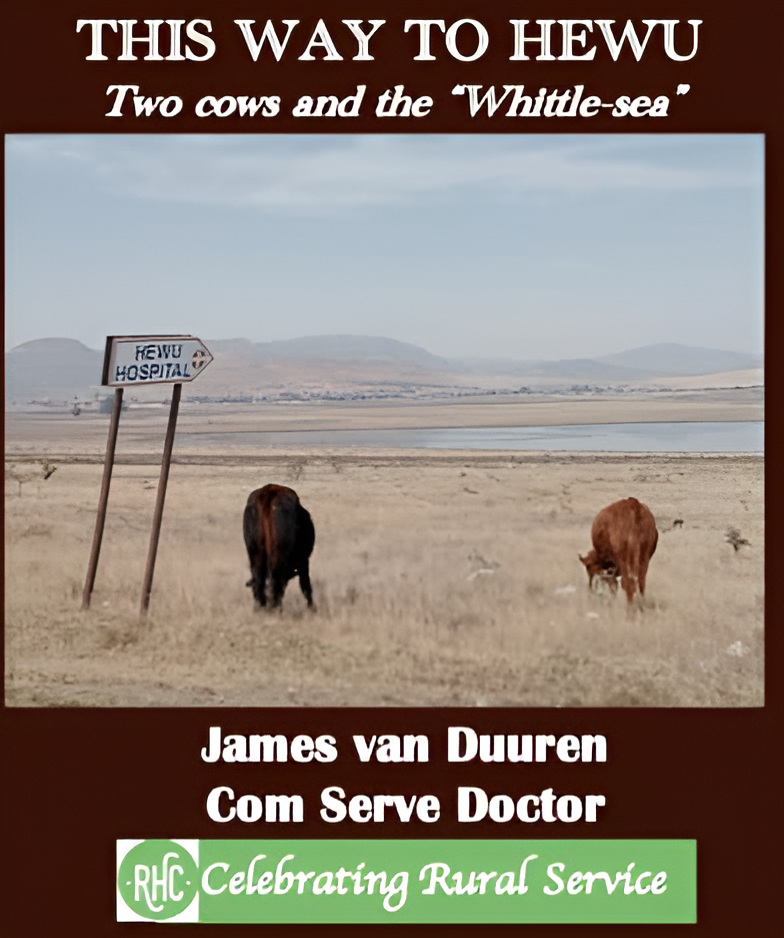 THIS WAY TO HEWU
Two cows and the “Whittle-sea”
HEWU
HOSPITAL
James van Duuren
Com Serve Doctor
RHC Celebrating Rural Service